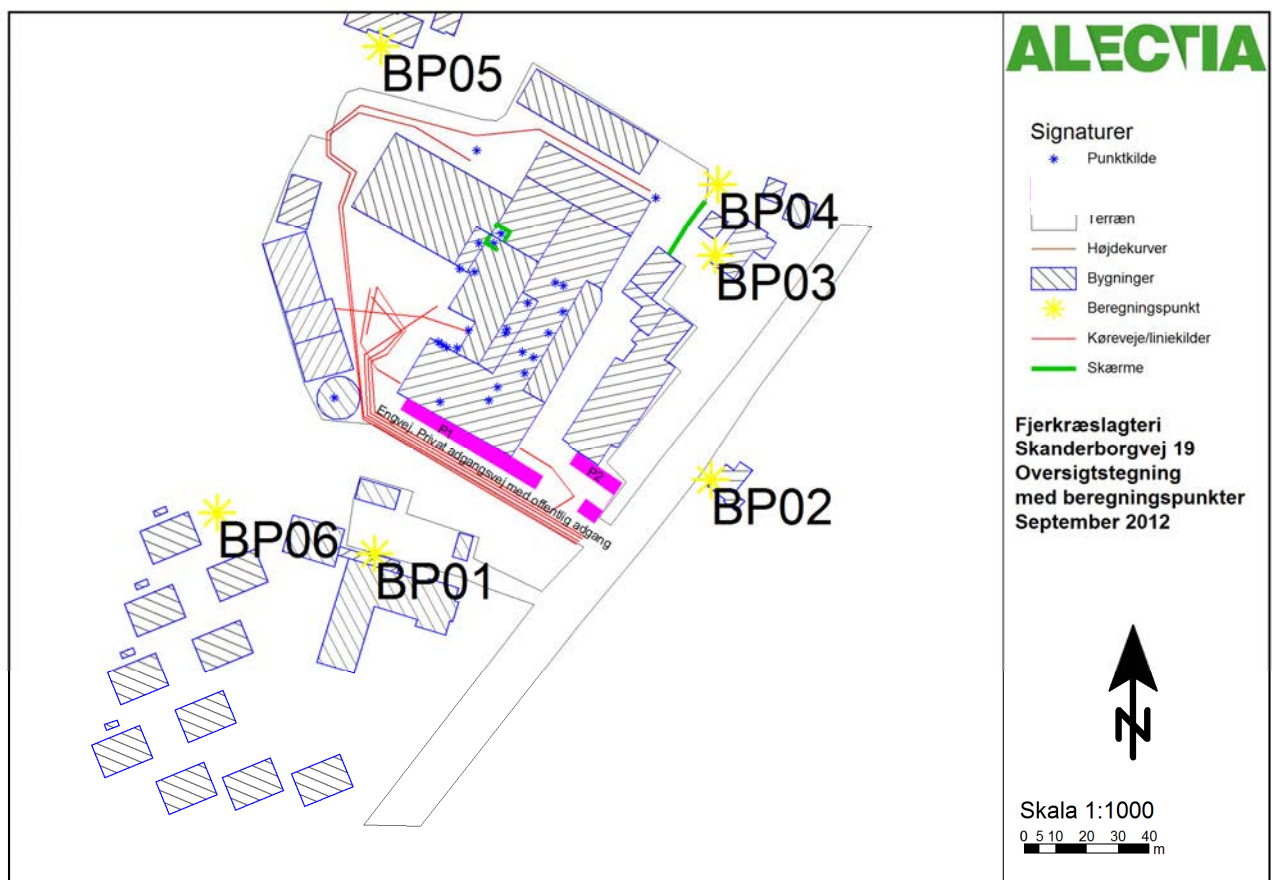 BP05
BP04
BP03
P1
Engvej. Privat adgangsvej med offentlig adgang
P2
BP02
BP06
BP01
ALECTIA
Signaturer
Punktkilde
Terræn
Højdekurver
Bygninger
Beregningspunkt
Køreveje/liniekilder
Skærme
Fjerkræslagteri
Skanderborgvej 19
Oversigtstegning
med beregningspunkter
September 2012
N
Skala 1:1000
0 5 10 20 30 40
m